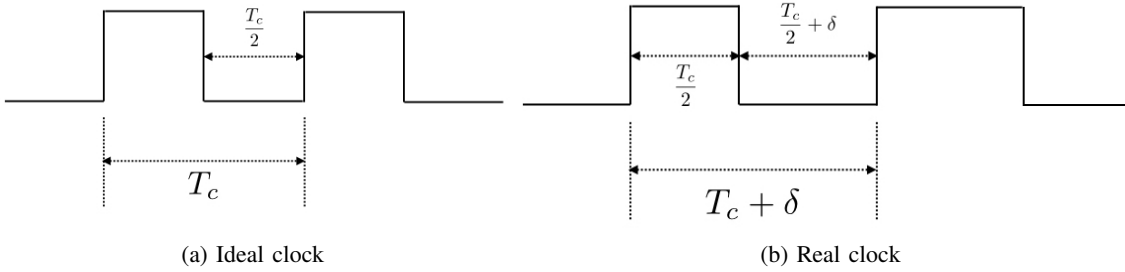 T_c/2
T_c
(a) Ideal clock
T_c/2 + δ
T_c/2
T_c + δ
(b) Real clock